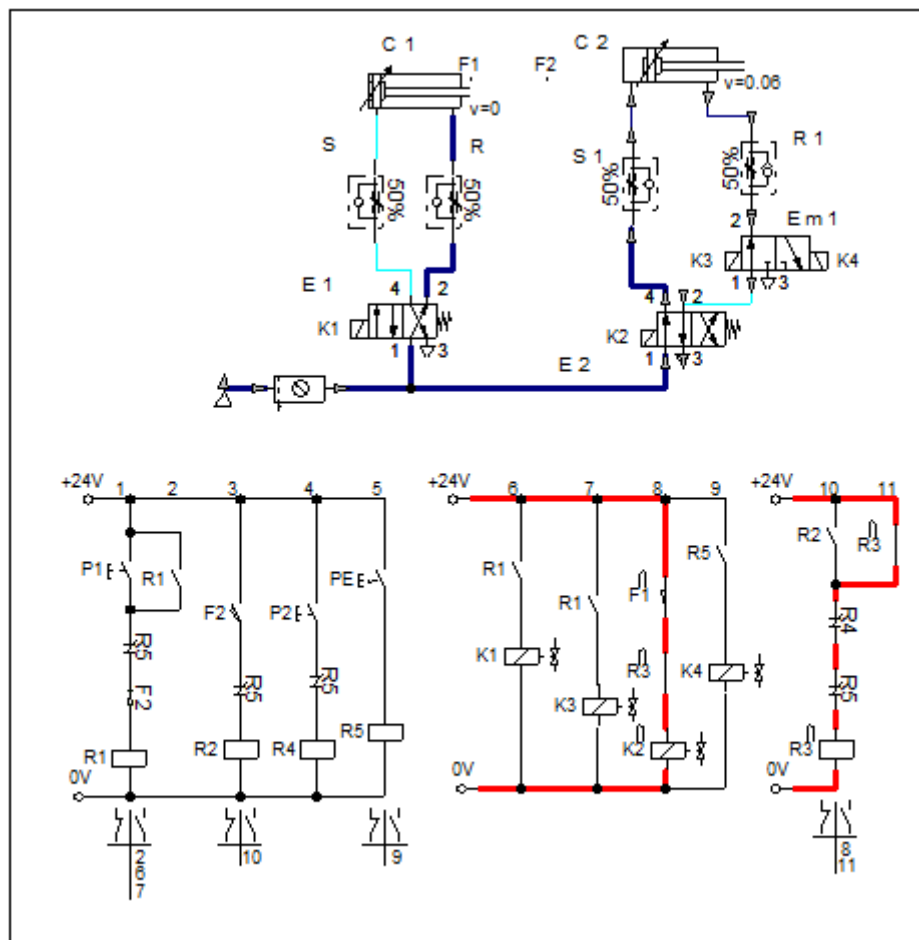 C 1
F1
F2
C 2
v=0
v=0.06
S
R
S 1
R 1
50%
50%
50%
50%
2
E m 1
K3
K4
1
3
E 1
4
2
4
2
K1
K2
1
3
1
3
E 2
+24V
1
2
3
4
5
+24V
6
7
8
9
+24V
10
11
P1
R1
F2
P2
PE
R1
R1
F1
R5
R2
R3
R5
R5
R5
F2
K1
R3
K4
K3
R4
R5
R1
R2
R4
R5
K2
R3
0V
0V
0V
2
6
7
10
9
8
11